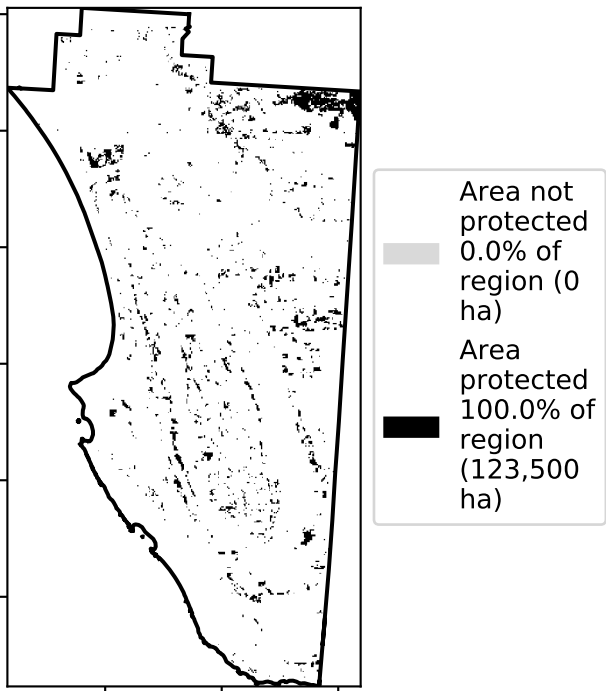 Area not
protected
0.0% of
region (0
ha)
Area
protected
100.0% of
region
(123,500
ha)